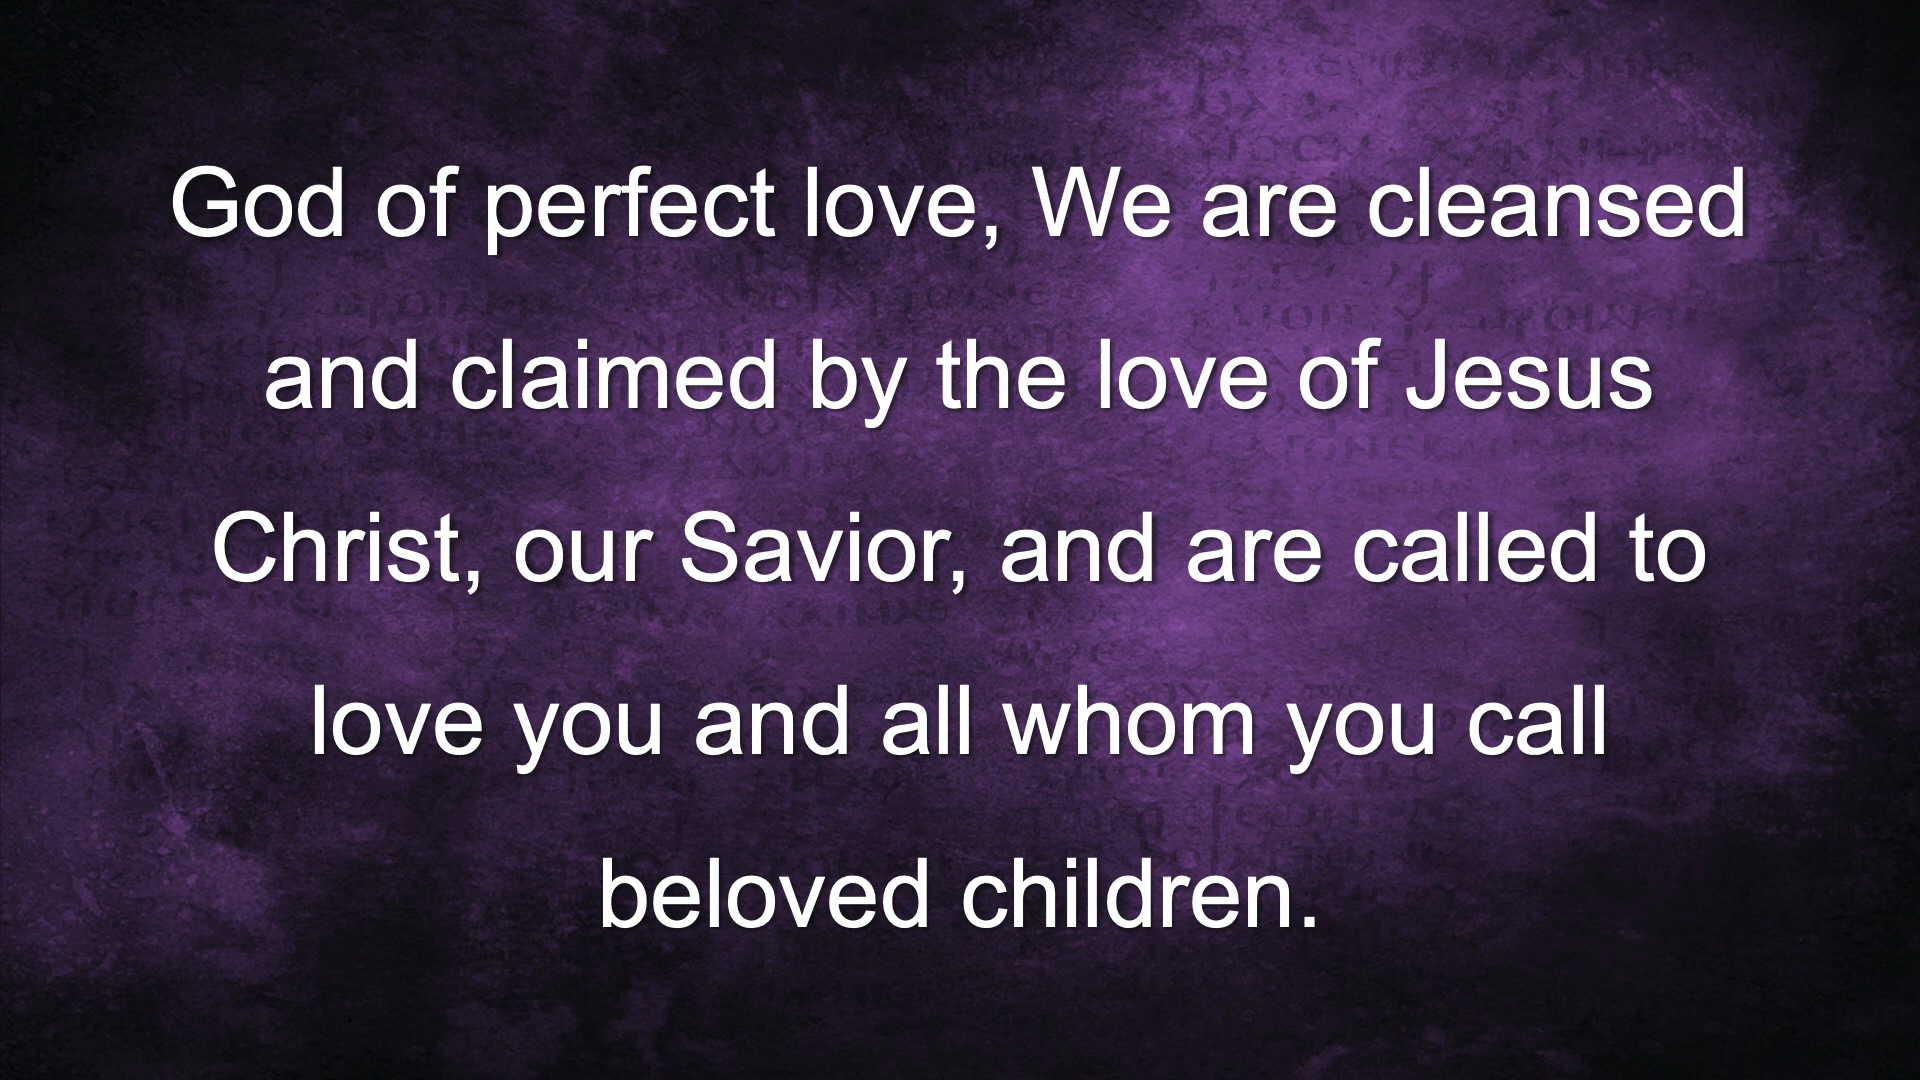 God of perfect love, We are cleansed
and claimed by the love of Jesus
Christ, our Savior, and are called to
love you and all whom you call
beloved children.